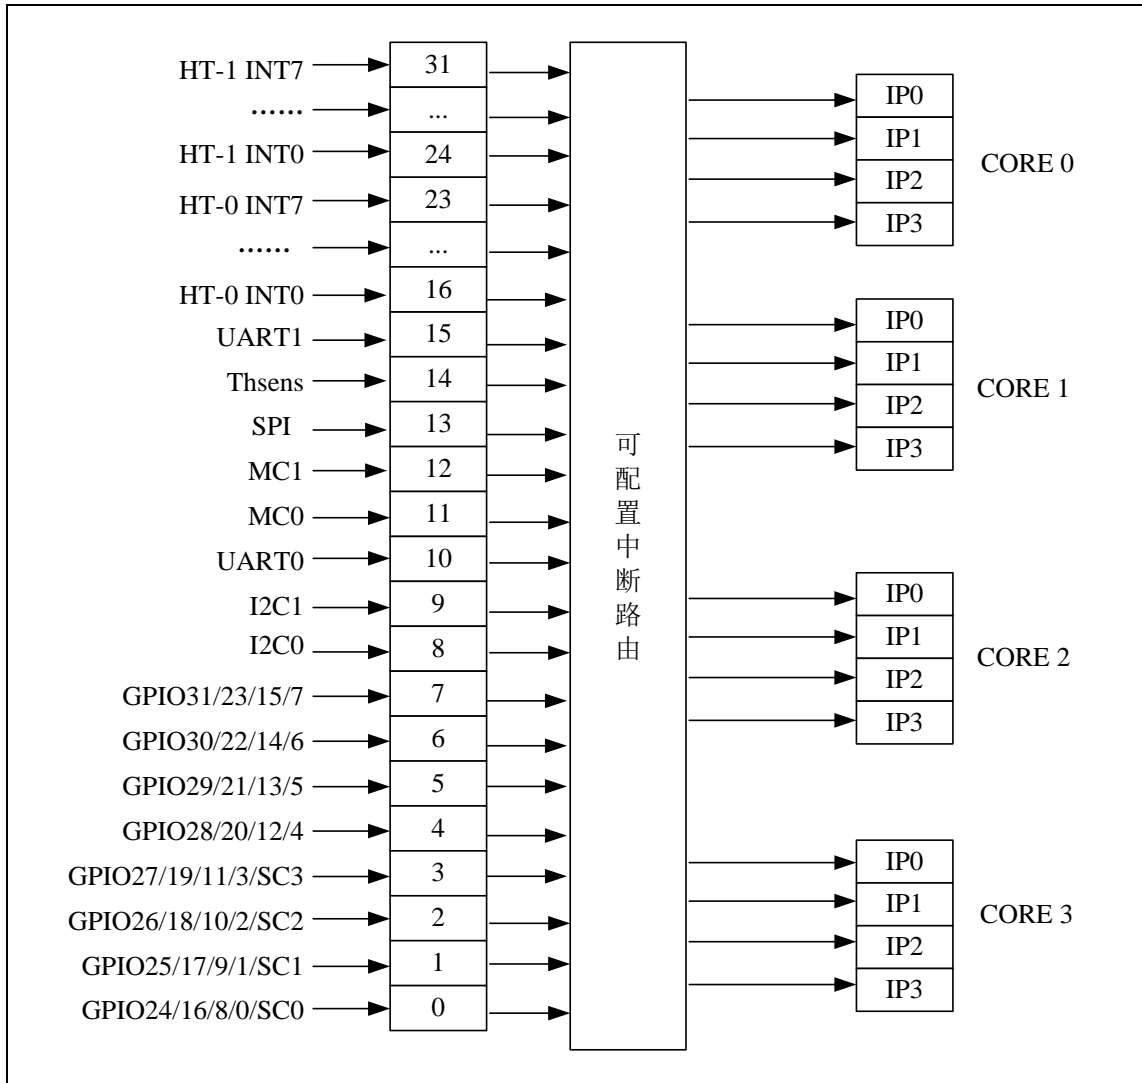 HT-1 INT7 31
...... ...
HT-1 INT0 24
HT-0 INT7 23
...... ...
HT-0 INT0 16
UART1 15
Thsens 14
SPI 13
MC1 12
MC0 11
UART0 10
I2C1 9
I2C0 8
GPIO31/23/15/7 7
GPIO30/22/14/6 6
GPIO29/21/13/5 5
GPIO28/20/12/4 4
GPIO27/19/11/3/SC3 3
GPIO26/18/10/2/SC2 2
GPIO25/17/9/1/SC1 1
GPIO24/16/8/0/SC0 0
可
配
置
中
断
路
由
IP0
IP1
IP2
IP3
CORE 0
IP0
IP1
IP2
IP3
CORE 1
IP0
IP1
IP2
IP3
CORE 2
IP0
IP1
IP2
IP3
CORE 3